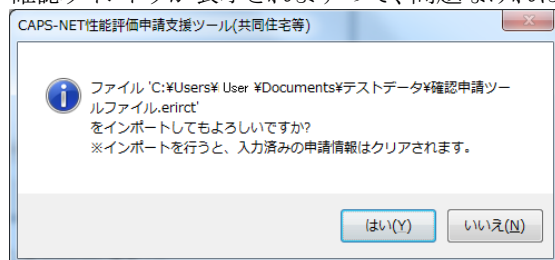 CAPS-NET性能評価申請支援ツール(共同住宅等)
ファイル 'C:¥Users¥ User ¥Documents¥テストデータ¥確認申請ツー
ルファイル.erirct'
をインポートしてもよろしいですか?
※インポートを行うと、入力済みの申請情報はクリアされます。
はい(Y) いいえ(N)